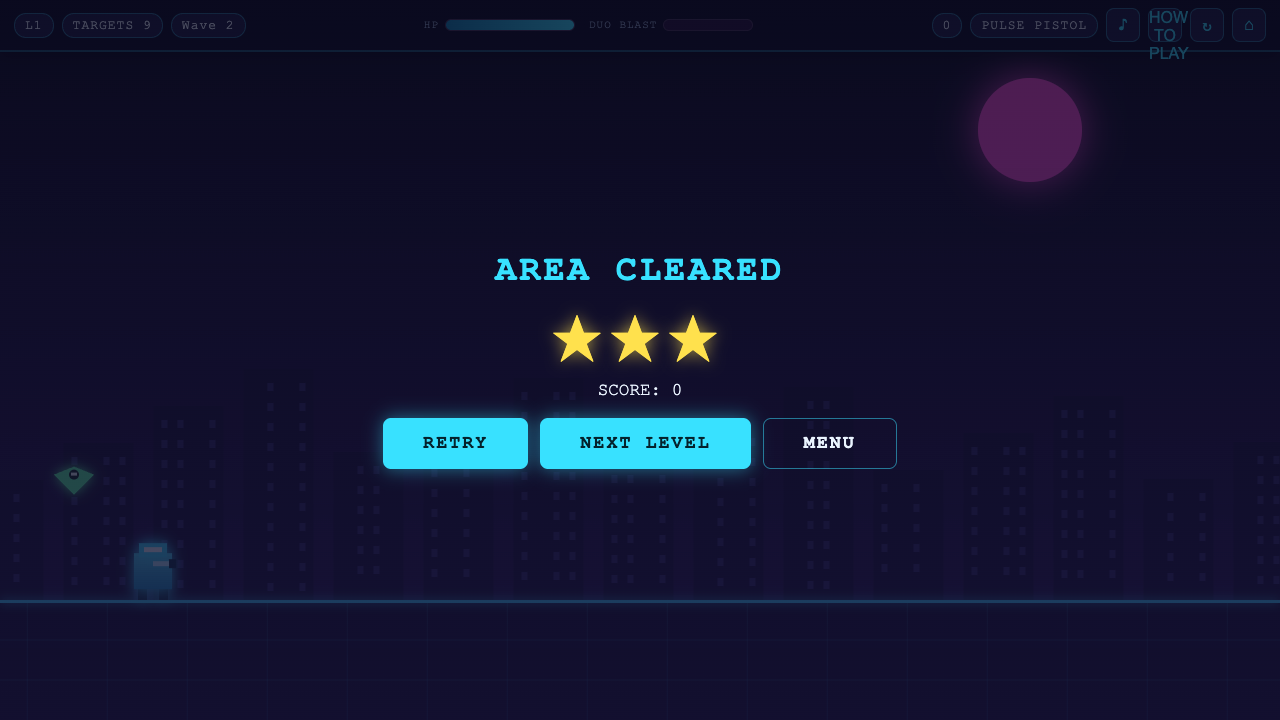 L1 TARGETS 9 Wave 2 HP DUO BLAST 0 PULSE PISTOL ♪ HOW TO PLAY ↻ ⌂
AREA CLEARED
SCORE: 0
RETRY NEXT LEVEL MENU